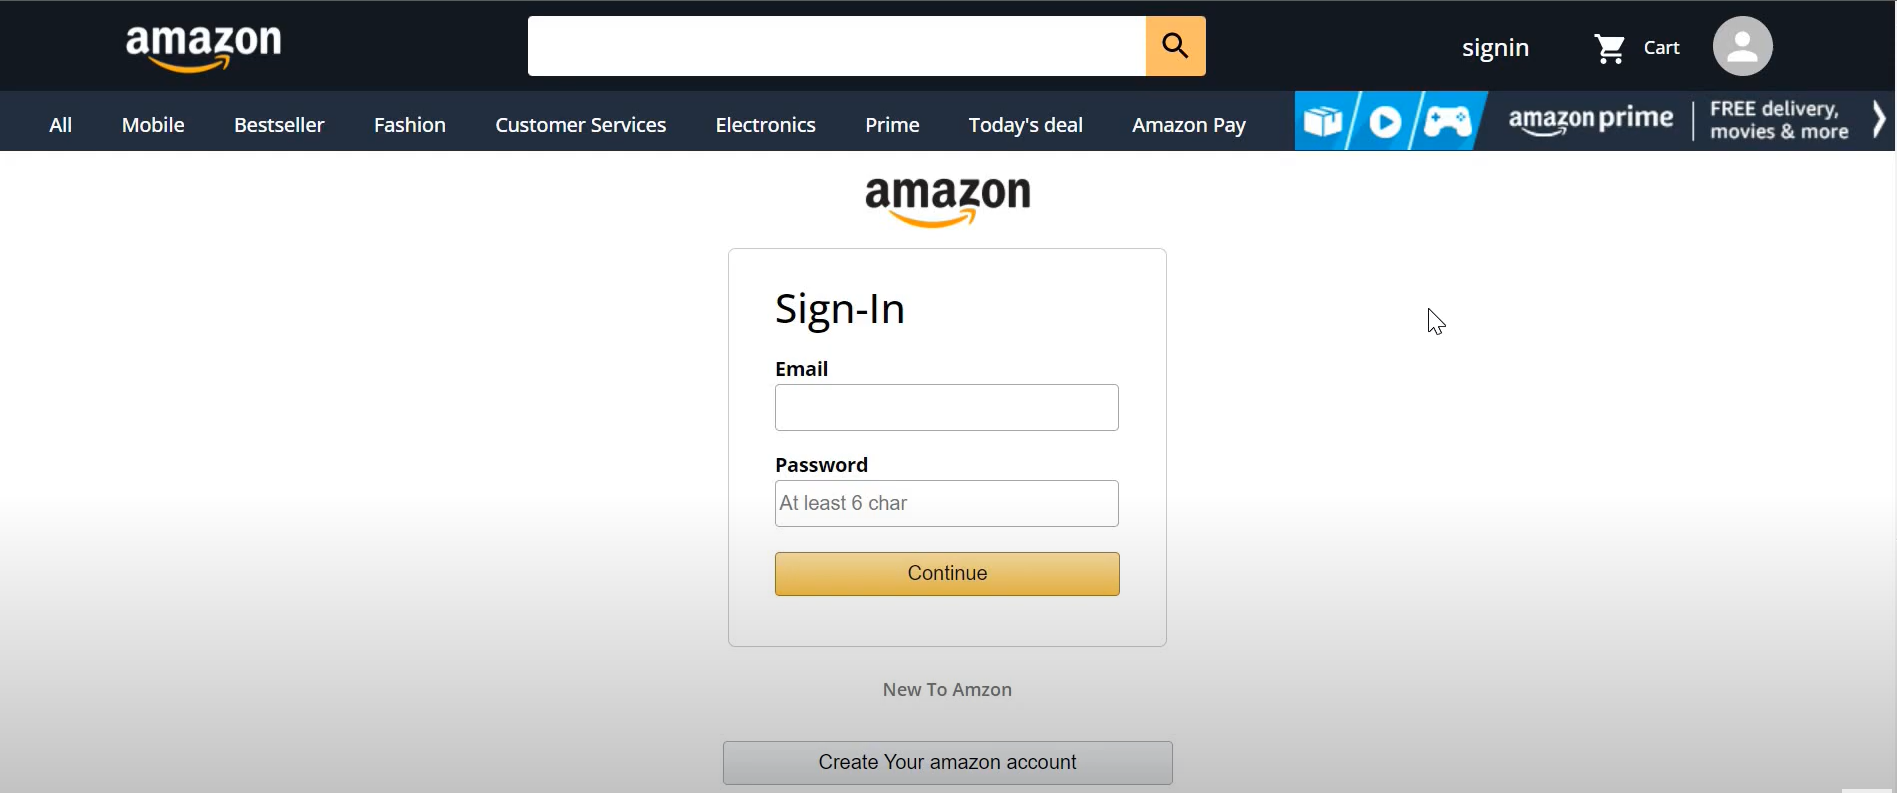 amazon
signin
Cart
All
Mobile
Bestseller
Fashion
Customer Services
Electronics
Prime
Today's deal
Amazon Pay
amazon prime
FREE delivery,
movies & more
amazon
Sign-In
Email
Password
At least 6 char
Continue
New To Amzon
Create Your amazon account